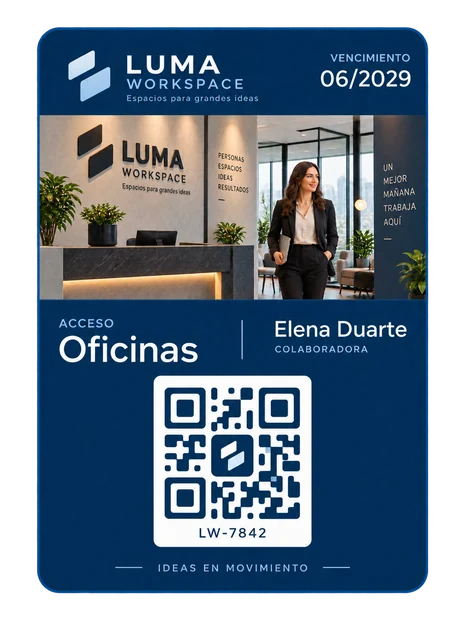 LUMA
WORKSPACE
Espacios para grandes ideas
VENCIMIENTO
06/2029
LUMA
WORKSPACE
Espacios para grandes ideas
PERSONAS
ESPACIOS
IDEAS
RESULTADOS
UN
MEJOR
MAÑANA
TRABAJA
AQUÍ
ACCESO
Oficinas
Elena Duarte
COLABORADORA
LW-7842
IDEAS EN MOVIMIENTO